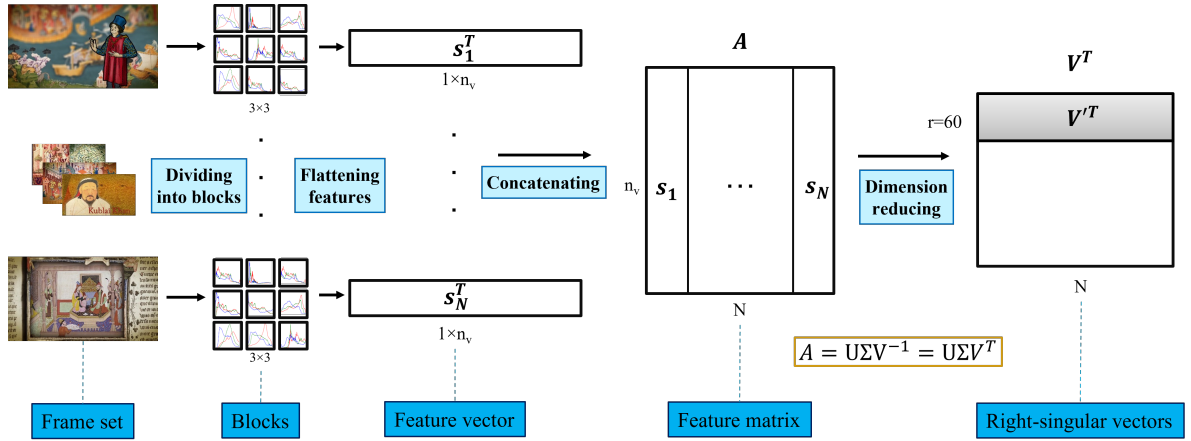 s_1^T
1×n_v
3×3
Dividing
into blocks
Flattening
features
Concatenating
Kublai Khan
A
n_v
s_1
...
s_N
N
Dimension
reducing
V^T
r=60
V'^T
N
s_N^T
1×n_v
3×3
A = UΣV^{-1} = UΣV^T
Frame set
Blocks
Feature vector
Feature matrix
Right-singular vectors